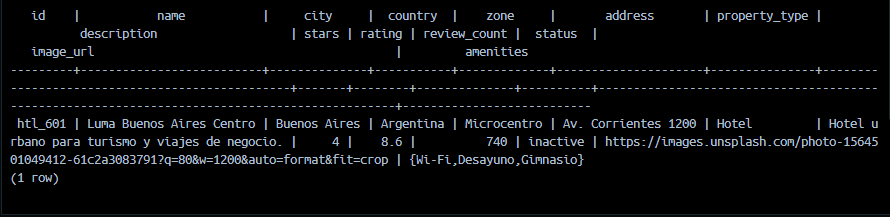 id | name | city | country | zone | address | property_type |
description | stars | rating | review_count | status |
image_url | amenities
---------+--------------------------+--------------+-----------+-------------+---------------------+---------------+--------
---------------------------------------+-------+--------+--------------+----------+---------------------------------------
------------------------------------------------------+--------------------------
htl_601 | Luma Buenos Aires Centro | Buenos Aires | Argentina | Microcentro | Av. Corrientes 1200 | Hotel | Hotel u
rbano para turismo y viajes de negocio. | 4 | 8.6 | 740 | inactive | https://images.unsplash.com/photo-15645
01049412-61c2a3083791?q=80&w=1200&auto=format&fit=crop | {Wi-Fi,Desayuno,Gimnasio}
(1 row)